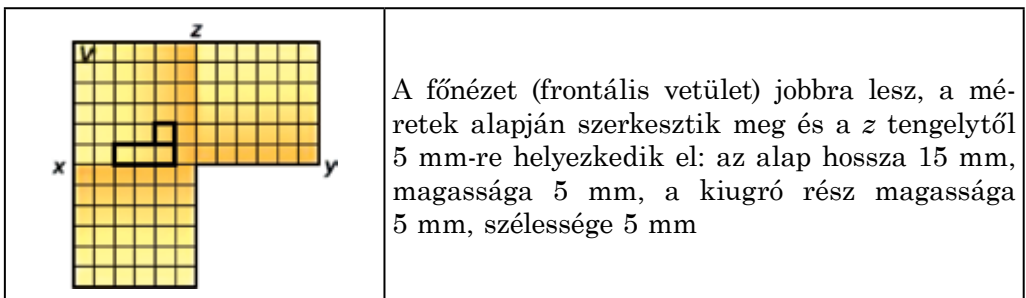 z
V
x
y
A főnézet (frontális vetület) jobbra lesz, a mé-
retek alapján szerkesztik meg és a z tengelytől
5 mm-re helyezkedik el: az alap hossza 15 mm,
magassága 5 mm, a kiugró rész magassága
5 mm, szélessége 5 mm